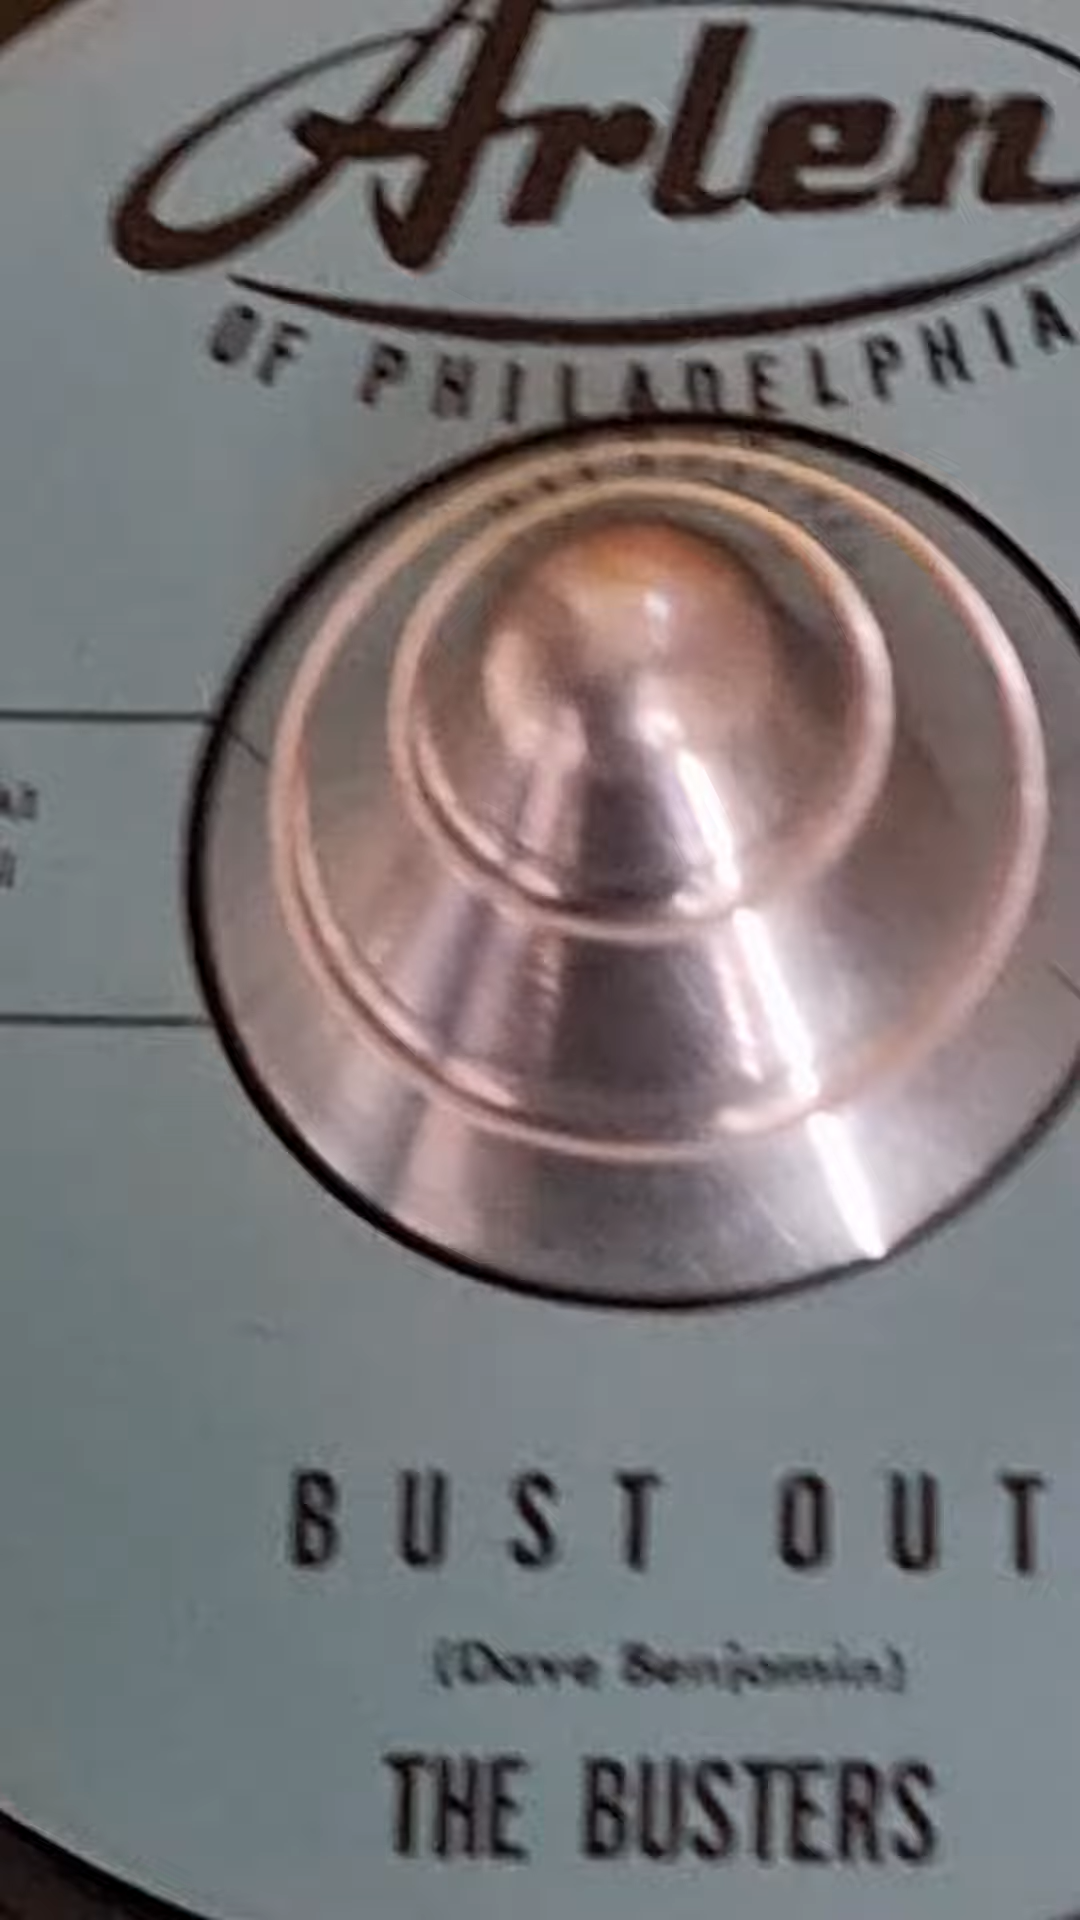 Arlen
OF PHILADELPHIA
BUST OUT
(Dave Benjamin)
THE BUSTERS